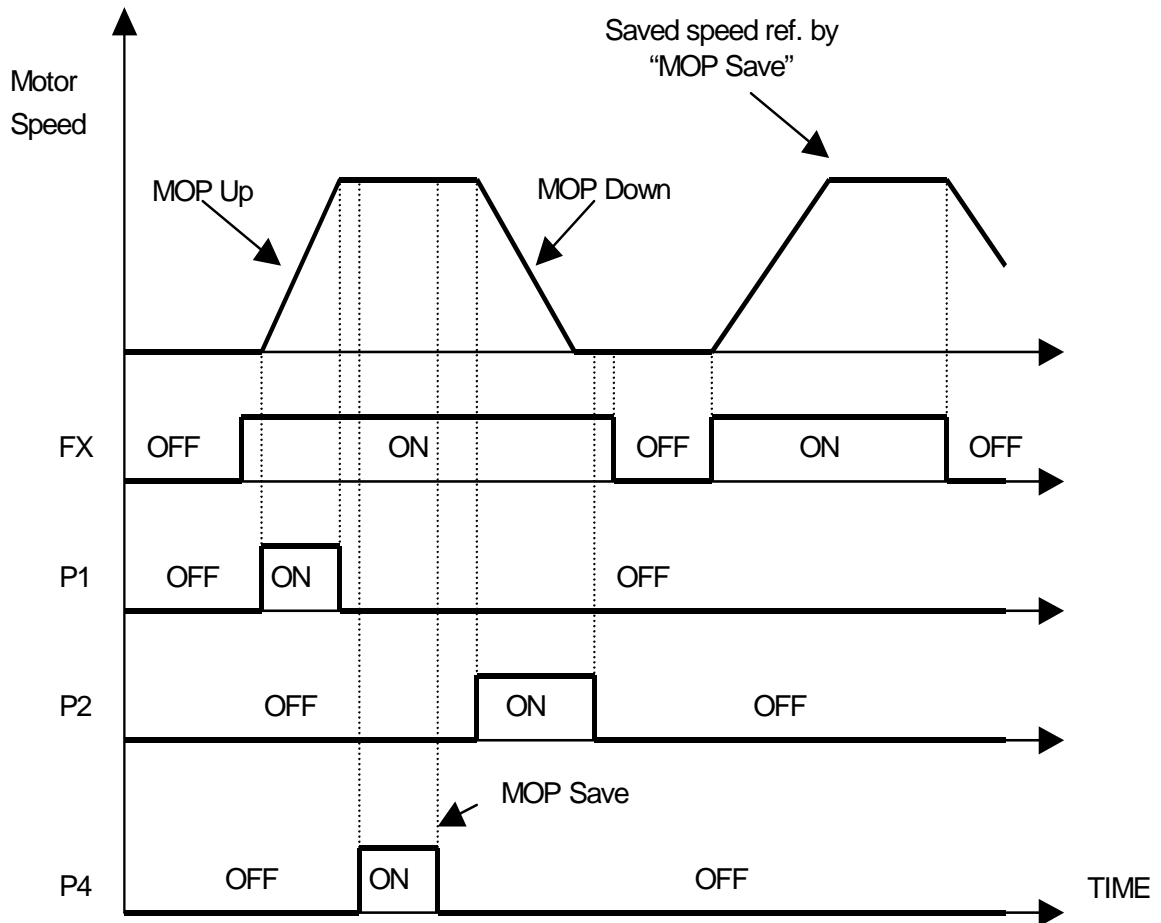 Saved speed ref. by
“MOP Save”
Motor
Speed
MOP Up
MOP Down
FX
OFF
ON
OFF
ON
OFF
P1
OFF
ON
OFF
P2
OFF
ON
OFF
MOP Save
P4
OFF
ON
OFF
TIME